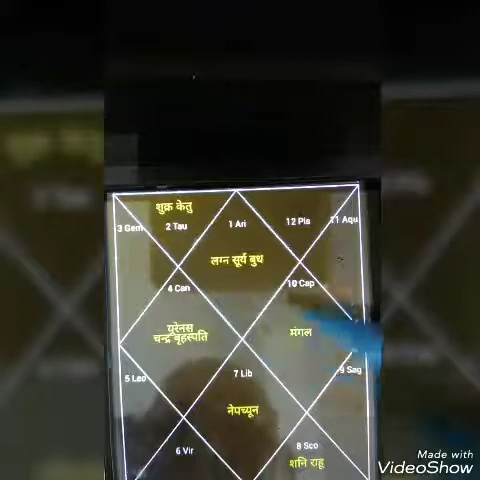 शुक्र केतु
3 Gem
2 Tau
1 Ari
12 Pis
11 Aqu
लग्न सूर्य बुध
4 Can
10 Cap
यूरेनस
चन्द्र बृहस्पति
मंगल
5 Leo
7 Lib
9 Sag
नेपच्यून
6 Vir
8 Sco
शनि राहू
Made with
VideoShow